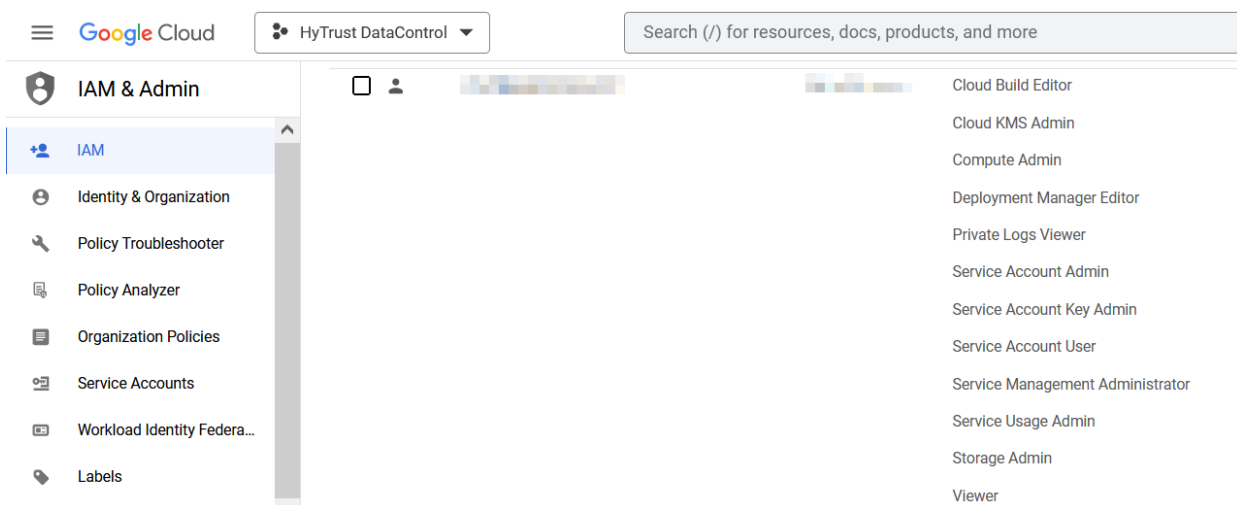 Google Cloud
HyTrust DataControl
Search (/) for resources, docs, products, and more
IAM & Admin
IAM
Identity & Organization
Policy Troubleshooter
Policy Analyzer
Organization Policies
Service Accounts
Workload Identity Federa...
Labels
Cloud Build Editor
Cloud KMS Admin
Compute Admin
Deployment Manager Editor
Private Logs Viewer
Service Account Admin
Service Account Key Admin
Service Account User
Service Management Administrator
Service Usage Admin
Storage Admin
Viewer